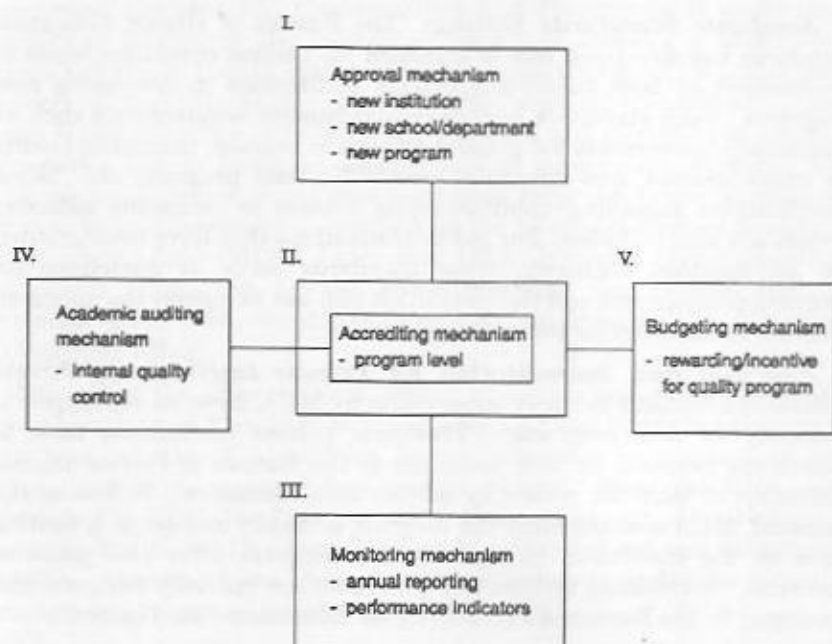 I.
Approval mechanism
- new institution
- new school/department
- new program
IV.
Academic auditing
mechanism
- Internal quality
control
II.
Accrediting mechanism
- program level
V.
Budgeting mechanism
- rewarding/incentive
for quality program
III.
Monitoring mechanism
- annual reporting
- performance indicators